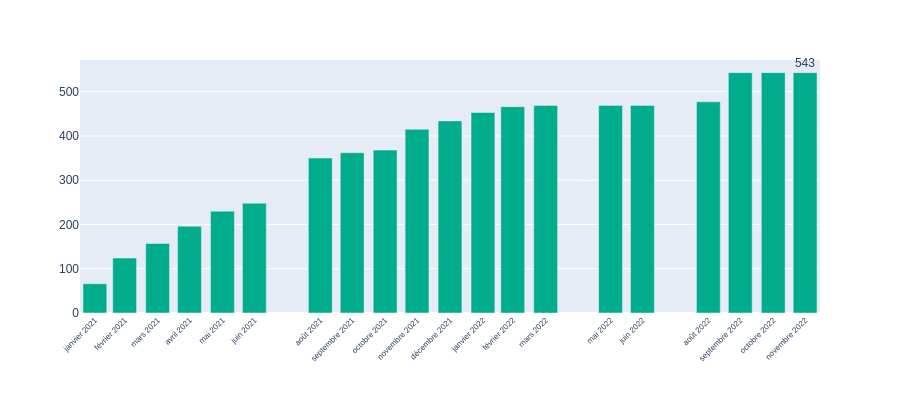 543
500
400
300
200
100
0
janvier 2021
février 2021
mars 2021
avril 2021
mai 2021
juin 2021
août 2021
septembre 2021
octobre 2021
novembre 2021
décembre 2021
janvier 2022
février 2022
mars 2022
mai 2022
juin 2022
août 2022
septembre 2022
octobre 2022
novembre 2022